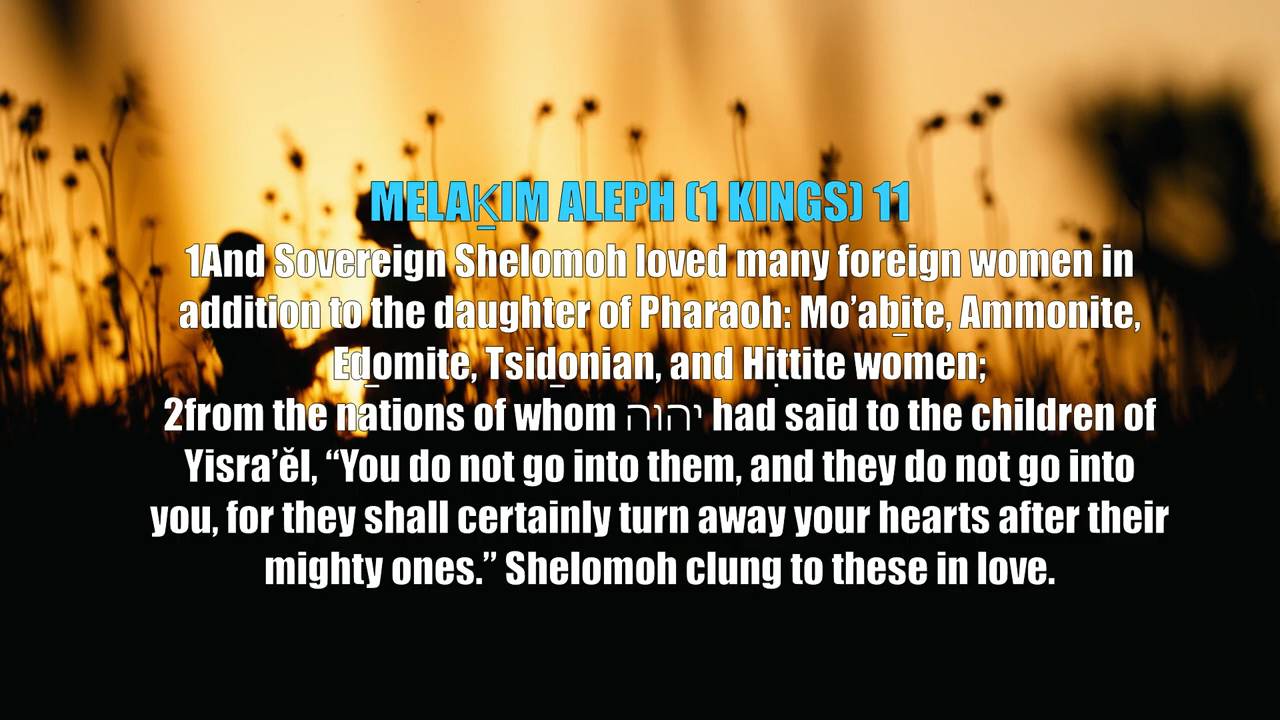 MELAḴIM ALEPH (1 KINGS) 11
1And Sovereign Shelomoh loved many foreign women in
addition to the daughter of Pharaoh: Mo’aḇite, Ammonite,
Eḏomite, Tsiḏonian, and Ḥittite women;
2from the nations of whom יהוה had said to the children of
Yisra’ĕl, “You do not go into them, and they do not go into
you, for they shall certainly turn away your hearts after their
mighty ones.” Shelomoh clung to these in love.